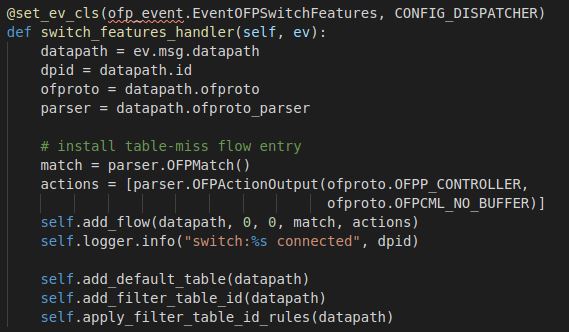 @set_ev_cls(ofp_event.EventOFPSwitchFeatures, CONFIG_DISPATCHER)
def switch_features_handler(self, ev):
    datapath = ev.msg.datapath
    dpid = datapath.id
    ofproto = datapath.ofproto
    parser = datapath.ofproto_parser

    # install table-miss flow entry
    match = parser.OFPMatch()
    actions = [parser.OFPActionOutput(ofproto.OFPP_CONTROLLER,
                                      ofproto.OFPCML_NO_BUFFER)]
    self.add_flow(datapath, 0, 0, match, actions)
    self.logger.info("switch:%s connected", dpid)

    self.add_default_table(datapath)
    self.add_filter_table_id(datapath)
    self.apply_filter_table_id_rules(datapath)